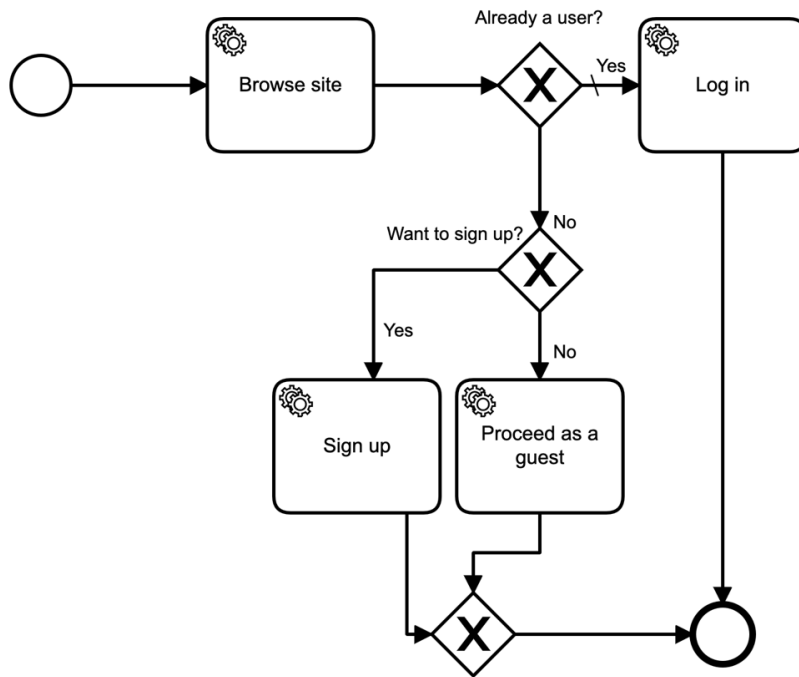 Already a user?
Browse site
Yes
Log in
No
Want to sign up?
Yes
No
Sign up
Proceed as a
guest